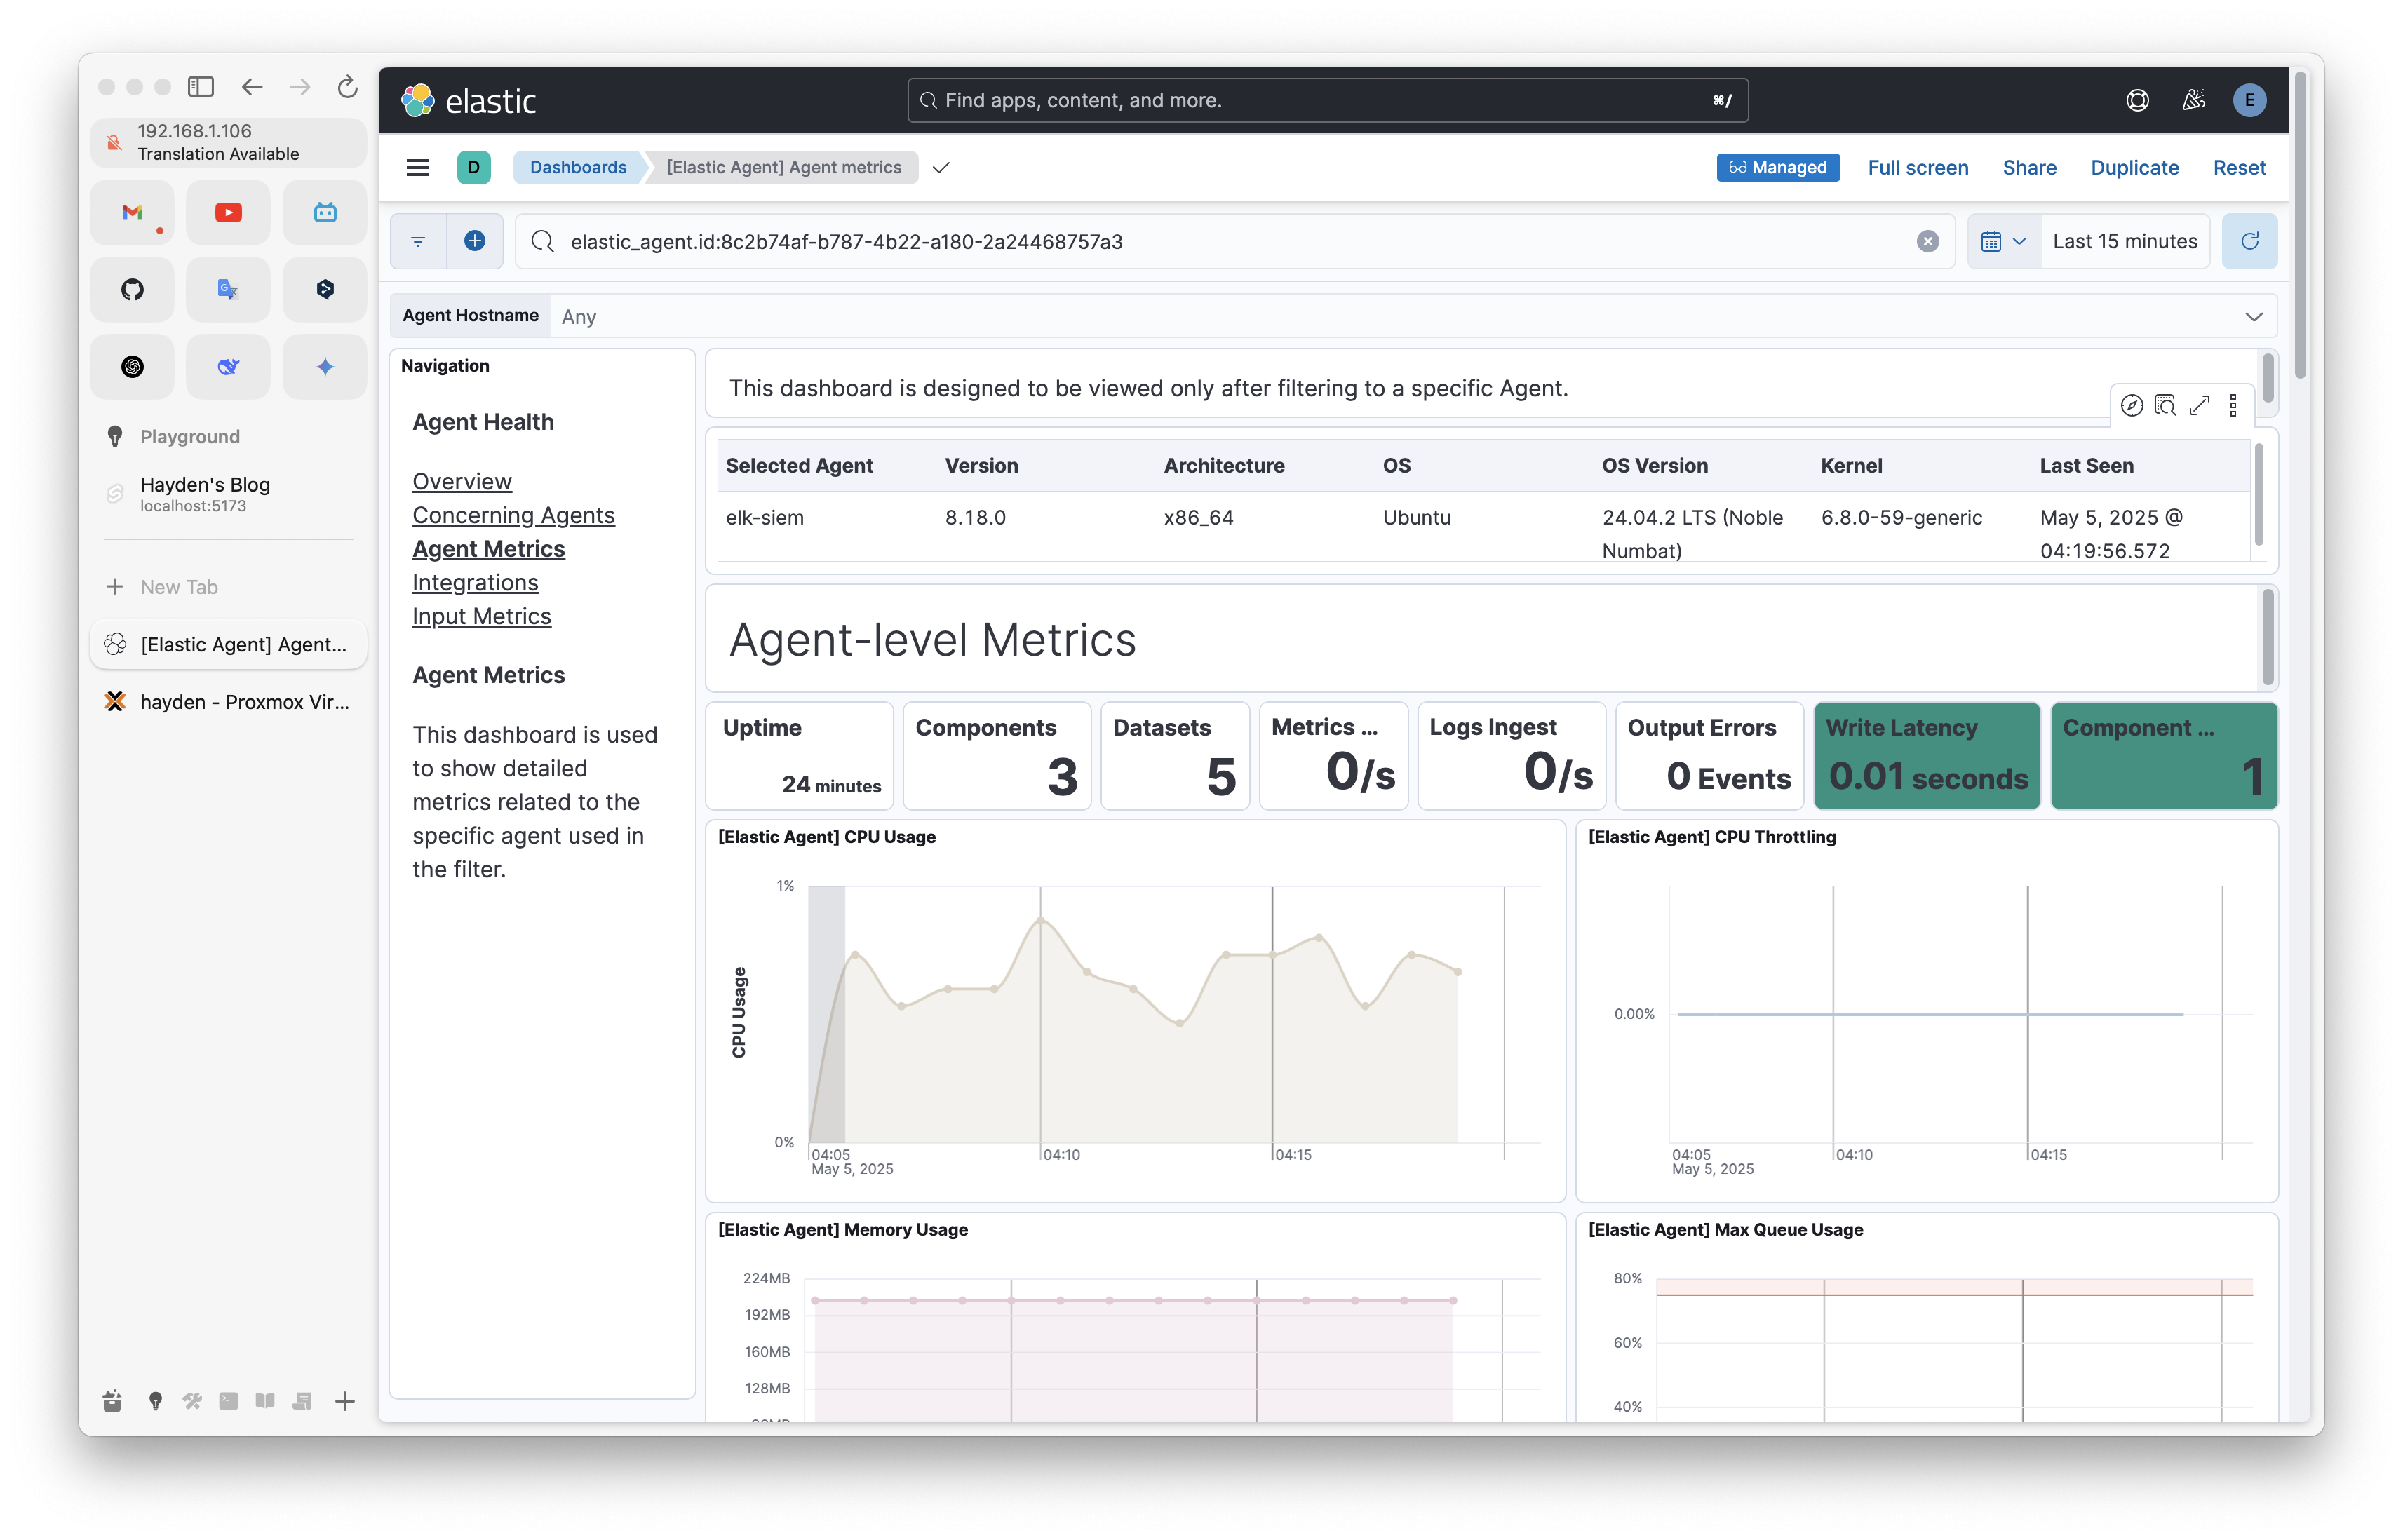 192.168.1.106
Translation Available
Playground
Hayden's Blog
localhost:5173
New Tab
[Elastic Agent] Agent...
hayden - Proxmox Vir...
elastic
Find apps, content, and more.
⌘/
E
D
Dashboards
[Elastic Agent] Agent metrics
Managed
Full screen
Share
Duplicate
Reset
elastic_agent.id:8c2b74af-b787-4b22-a180-2a24468757a3
Last 15 minutes
Agent Hostname
Any
Navigation
Agent Health
Overview
Concerning Agents
Agent Metrics
Integrations
Input Metrics
Agent Metrics
This dashboard is used
to show detailed
metrics related to the
specific agent used in
the filter.
This dashboard is designed to be viewed only after filtering to a specific Agent.
Selected Agent Version Architecture OS OS Version Kernel Last Seen
elk-siem 8.18.0 x86_64 Ubuntu 24.04.2 LTS (Noble 6.8.0-59-generic May 5, 2025 @
Numbat) 04:19:56.572
Agent-level Metrics
Uptime
24 minutes
Components
3
Datasets
5
Metrics ...
0/s
Logs Ingest
0/s
Output Errors
0 Events
Write Latency
0.01 seconds
Component ...
1
[Elastic Agent] CPU Usage
1%
CPU Usage
0%
04:05 04:10 04:15
May 5, 2025
[Elastic Agent] CPU Throttling
0.00%
04:05 04:10 04:15
May 5, 2025
[Elastic Agent] Memory Usage
224MB
192MB
160MB
128MB
[Elastic Agent] Max Queue Usage
80%
60%
40%